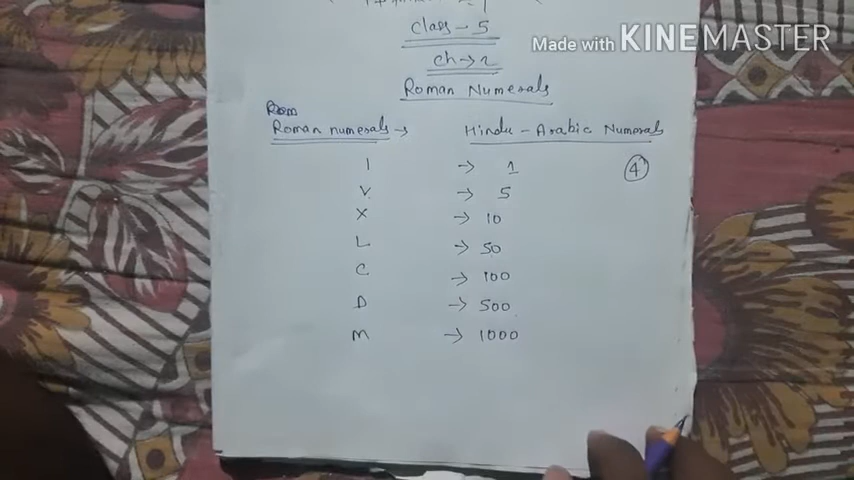 Class - 5
Made with KINEMASTER
Ch → 2
Roman Numerals
Room
Roman numerals → Hindu - Arabic Numerals
I → 1 4
V → 5
X → 10
L → 50
C → 100
D → 500
M → 1000